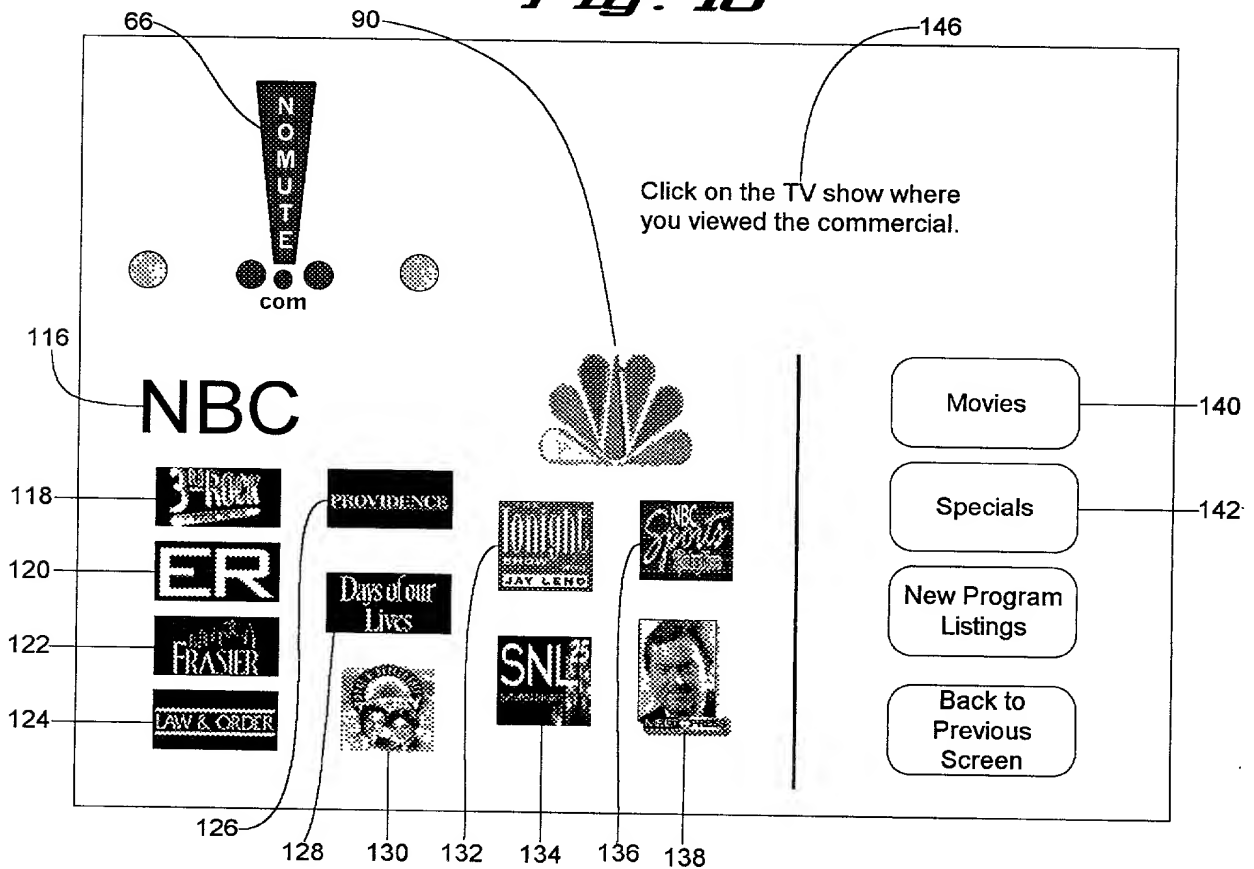 66
90
146
NOMUTE
com
Click on the TV show where
you viewed the commercial.
116
NBC
Movies
140
118
3RD ROCK
PROVIDENCE
Tonight
JAY LENO
NBC
Sports
Specials
142
120
ER
Days of our
Lives
New Program
Listings
122
FRASIER
SNL 25
124
LAW & ORDER
Back to
Previous
Screen
126
128
130
132
134
136
138